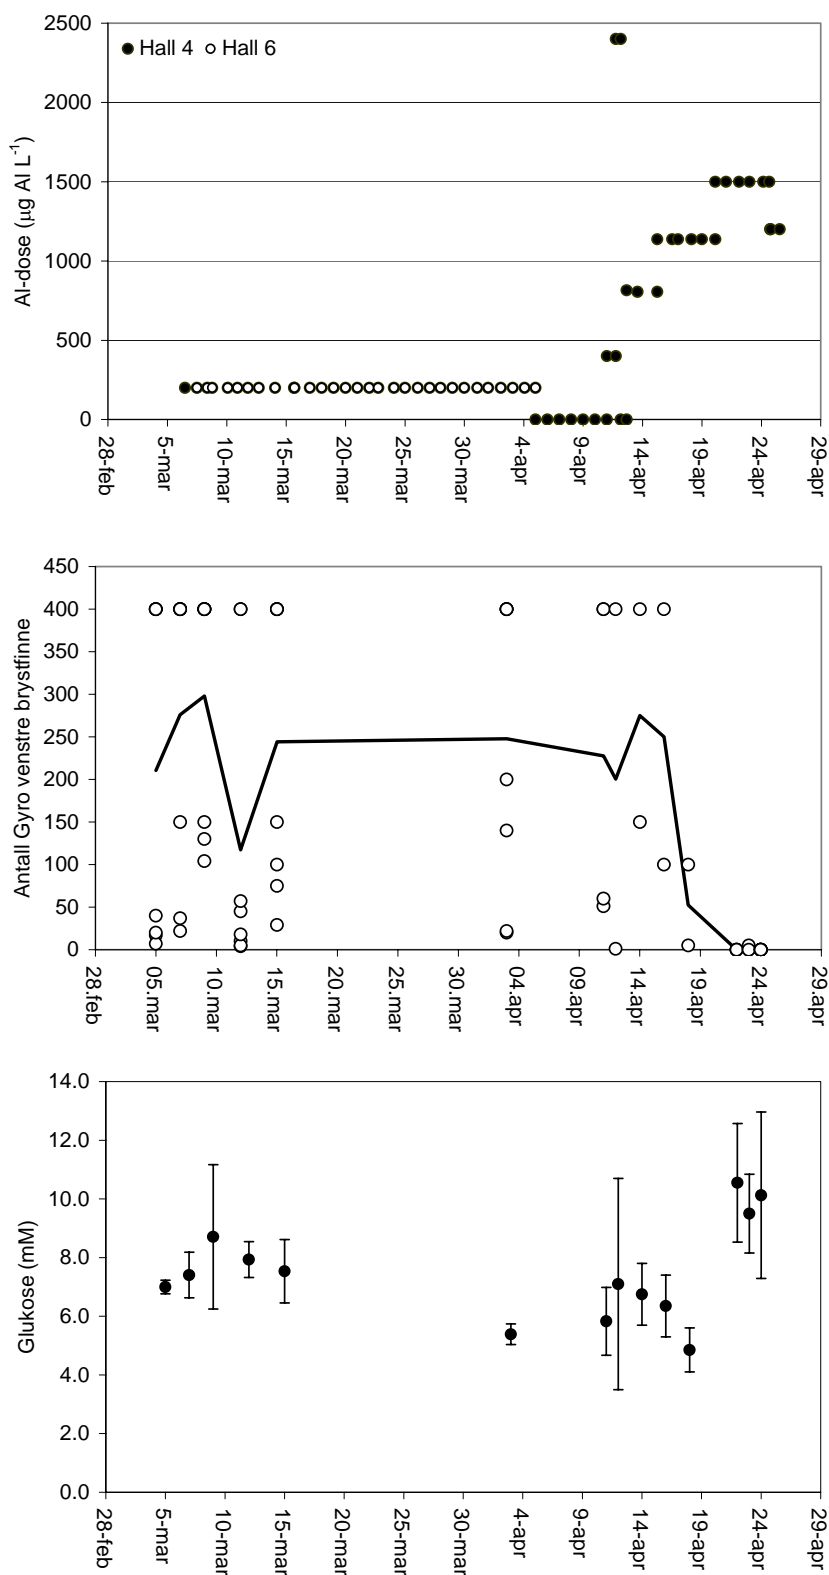 2500
2000
1500
1000
500
0
Al-dose (µg Al L⁻¹)
Hall 4 Hall 6
28-feb
5-mar
10-mar
15-mar
20-mar
25-mar
30-mar
4-apr
9-apr
14-apr
19-apr
24-apr
29-apr
450
400
350
300
250
200
150
100
50
0
Antall Gyro venstre brystfinne
28.feb
05.mar
10.mar
15.mar
20.mar
25.mar
30.mar
04.apr
09.apr
14.apr
19.apr
24.apr
29.apr
14.0
12.0
10.0
8.0
6.0
4.0
2.0
0.0
Glukose (mM)
28-feb
5-mar
10-mar
15-mar
20-mar
25-mar
30-mar
4-apr
9-apr
14-apr
19-apr
24-apr
29-apr